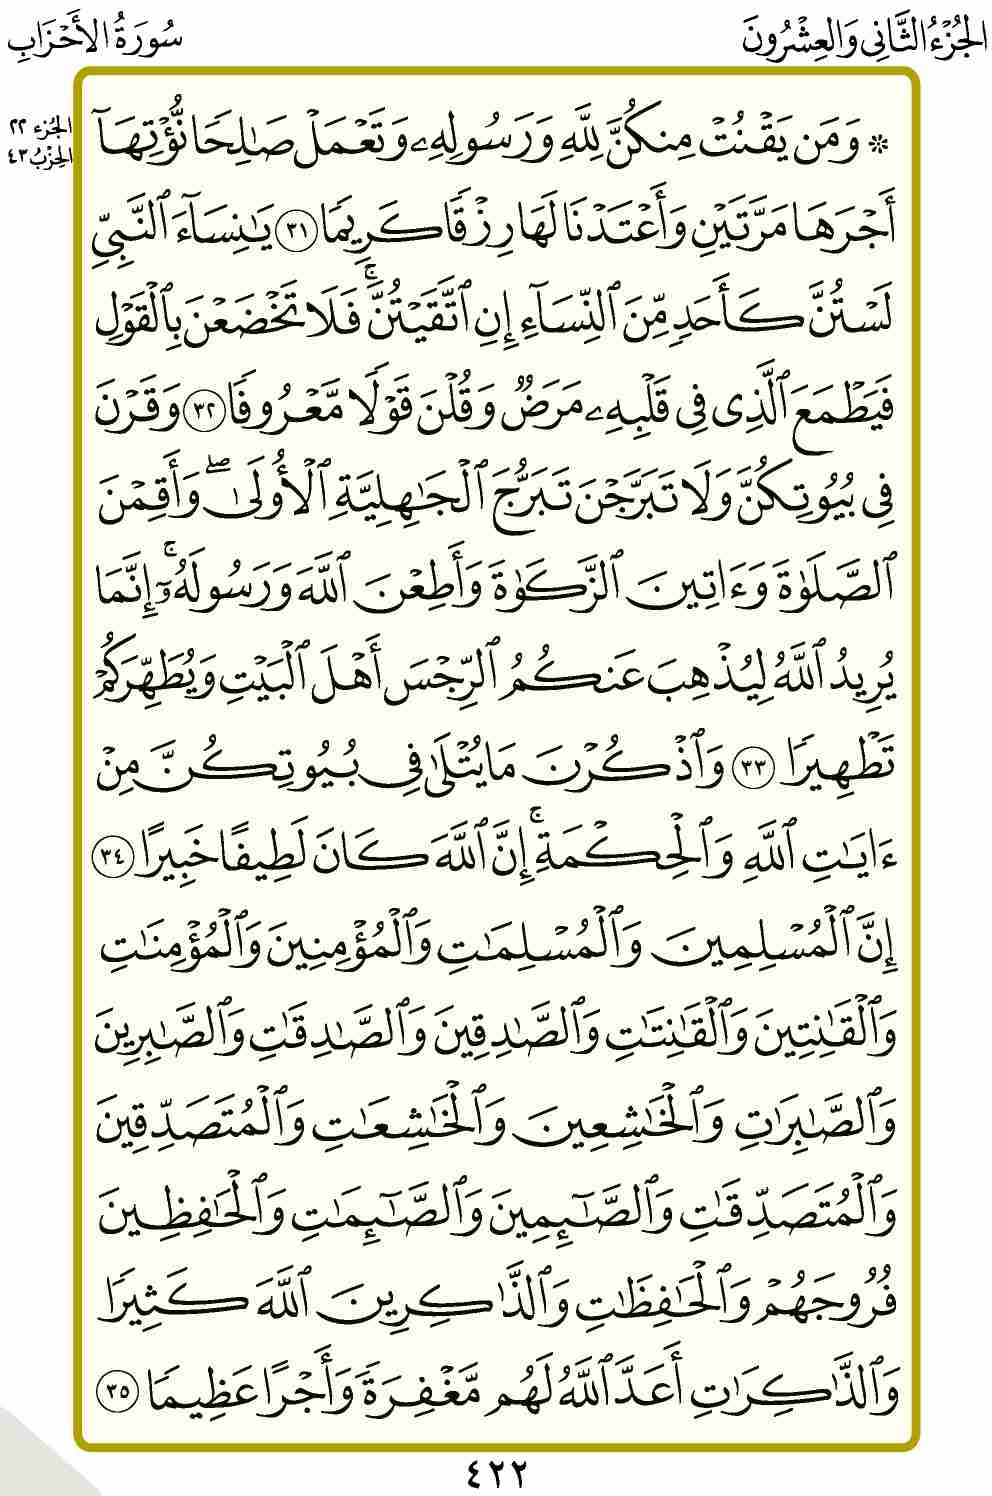 الجُزْءُ الثَّانِي وَالعِشْرُونَ
سُورَةُ الأَحْزَابِ
الجُزء ٢٢
الحِزْبُ ٤٣
۞ وَمَن يَقْنُتْ مِنكُنَّ لِلَّهِ وَرَسُولِهِۦ وَتَعْمَلْ صَٰلِحًا نُّؤْتِهَآ
أَجْرَهَا مَرَّتَيْنِ وَأَعْتَدْنَا لَهَا رِزْقًا كَرِيمًا ٣١ يَٰنِسَآءَ ٱلنَّبِيِّ
لَسْتُنَّ كَأَحَدٍ مِّنَ ٱلنِّسَآءِ إِنِ ٱتَّقَيْتُنَّۚ فَلَا تَخْضَعْنَ بِٱلْقَوْلِ
فَيَطْمَعَ ٱلَّذِى فِى قَلْبِهِۦ مَرَضٌ وَقُلْنَ قَوْلًا مَّعْرُوفًا ٣٢ وَقَرْنَ
فِى بُيُوتِكُنَّ وَلَا تَبَرَّجْنَ تَبَرُّجَ ٱلْجَٰهِلِيَّةِ ٱلْأُولَىٰۖ وَأَقِمْنَ
ٱلصَّلَوٰةَ وَءَاتِينَ ٱلزَّكَوٰةَ وَأَطِعْنَ ٱللَّهَ وَرَسُولَهُۥٓۚ إِنَّمَا
يُرِيدُ ٱللَّهُ لِيُذْهِبَ عَنكُمُ ٱلرِّجْسَ أَهْلَ ٱلْبَيْتِ وَيُطَهِّرَكُمْ
تَطْهِيرًا ٣٣ وَٱذْكُرْنَ مَا يُتْلَىٰ فِى بُيُوتِكُنَّ مِنْ
ءَايَٰتِ ٱللَّهِ وَٱلْحِكْمَةِۚ إِنَّ ٱللَّهَ كَانَ لَطِيفًا خَبِيرًا ٣٤
إِنَّ ٱلْمُسْلِمِينَ وَٱلْمُسْلِمَٰتِ وَٱلْمُؤْمِنِينَ وَٱلْمُؤْمِنَٰتِ
وَٱلْقَٰنِتِينَ وَٱلْقَٰنِتَٰتِ وَٱلصَّٰدِقِينَ وَٱلصَّٰدِقَٰتِ وَٱلصَّٰبِرِينَ
وَٱلصَّٰبِرَٰتِ وَٱلْخَٰشِعِينَ وَٱلْخَٰشِعَٰتِ وَٱلْمُتَصَدِّقِينَ
وَٱلْمُتَصَدِّقَٰتِ وَٱلصَّٰٓئِمِينَ وَٱلصَّٰٓئِمَٰتِ وَٱلْحَٰفِظِينَ
فُرُوجَهُمْ وَٱلْحَٰفِظَٰتِ وَٱلذَّٰكِرِينَ ٱللَّهَ كَثِيرًا
وَٱلذَّٰكِرَٰتِ أَعَدَّ ٱللَّهُ لَهُم مَّغْفِرَةً وَأَجْرًا عَظِيمًا ٣٥
٤٢٢